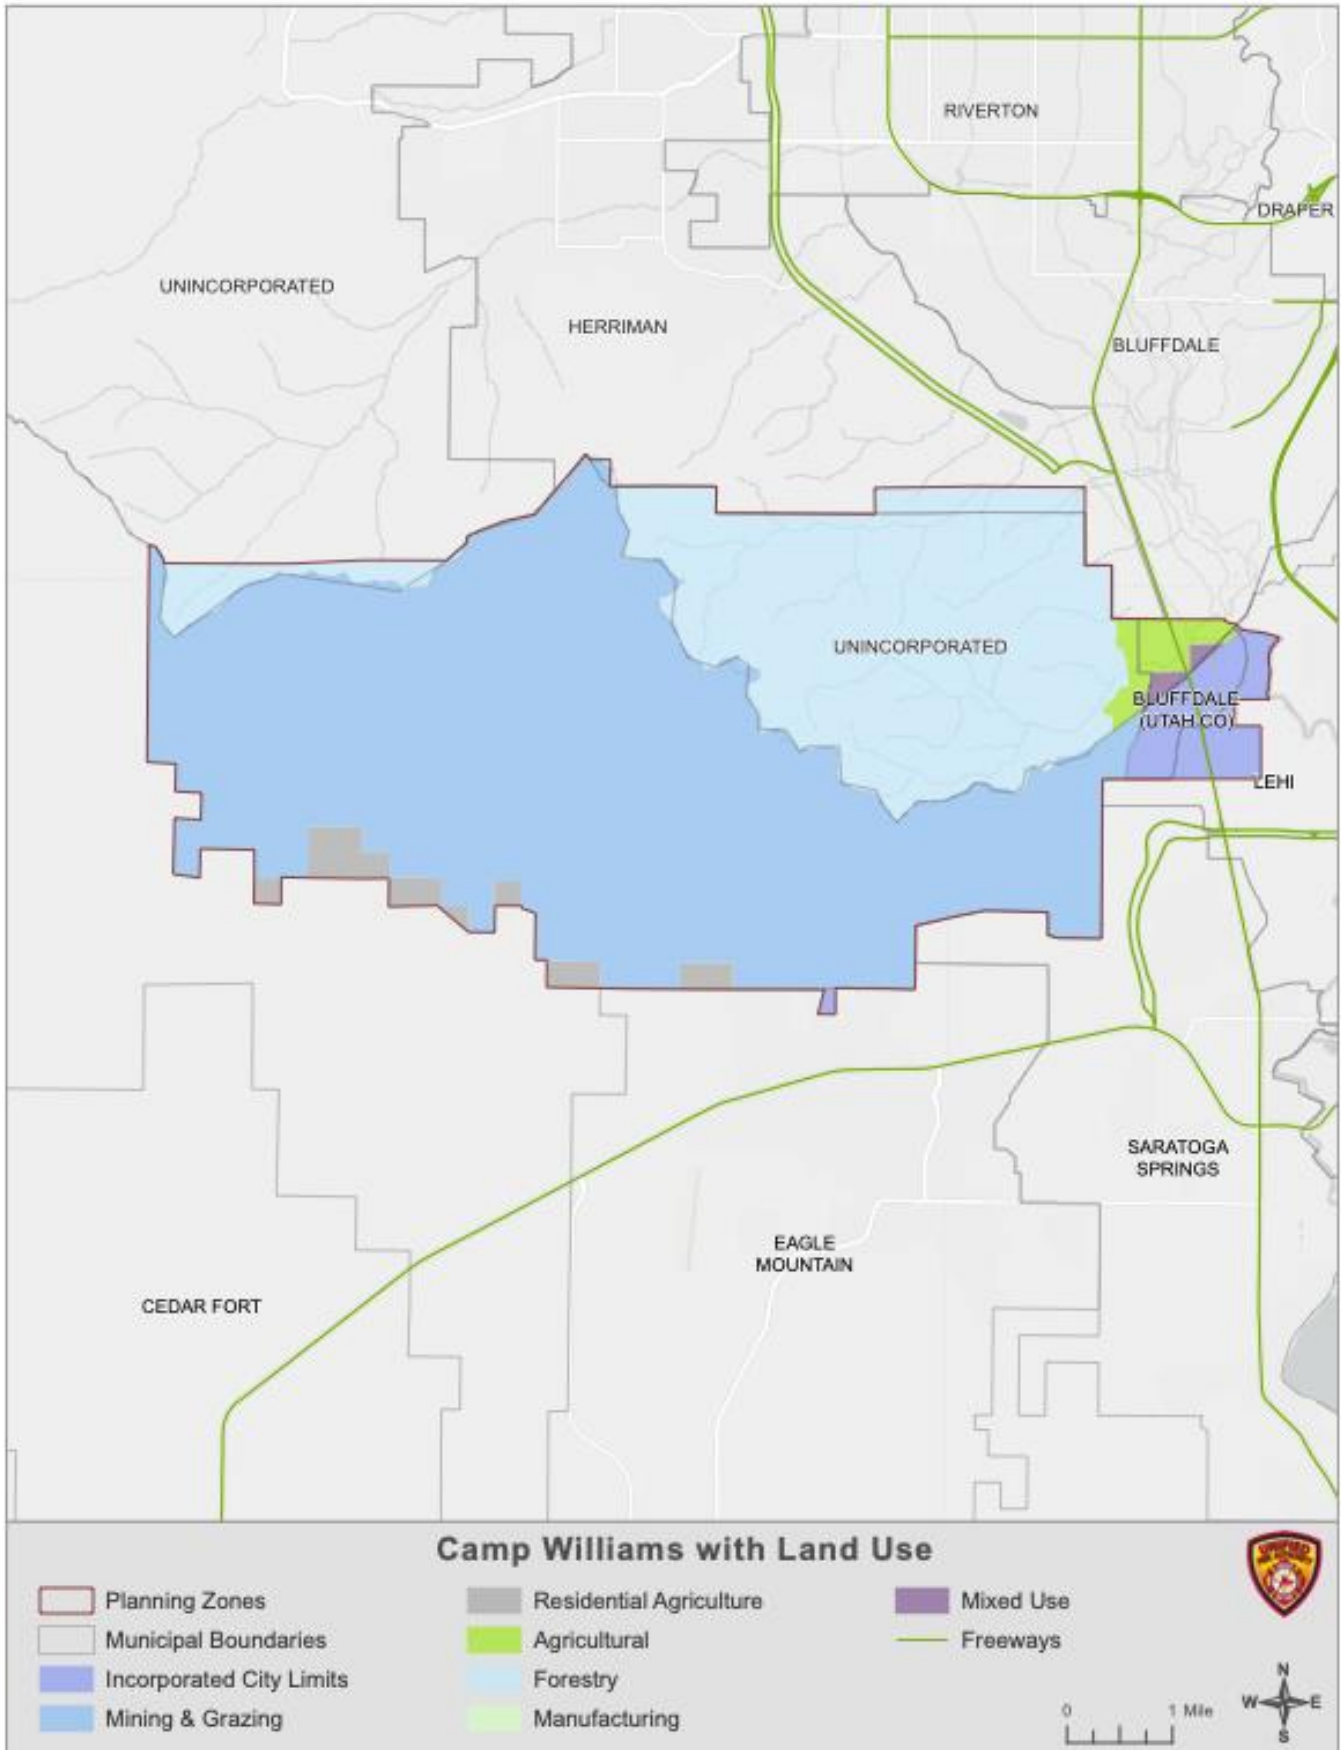 RIVERTON
DRAPER
UNINCORPORATED
HERRIMAN
BLUFFDALE
UNINCORPORATED
BLUFFDALE
(UTAH CO)
LEHI
SARATOGA
SPRINGS
EAGLE
MOUNTAIN
CEDAR FORT
Camp Williams with Land Use
Planning Zones
Municipal Boundaries
Incorporated City Limits
Mining & Grazing
Residential Agriculture
Agricultural
Forestry
Manufacturing
Mixed Use
Freeways
UNIFIED
0 1 Mile
N
W E
S